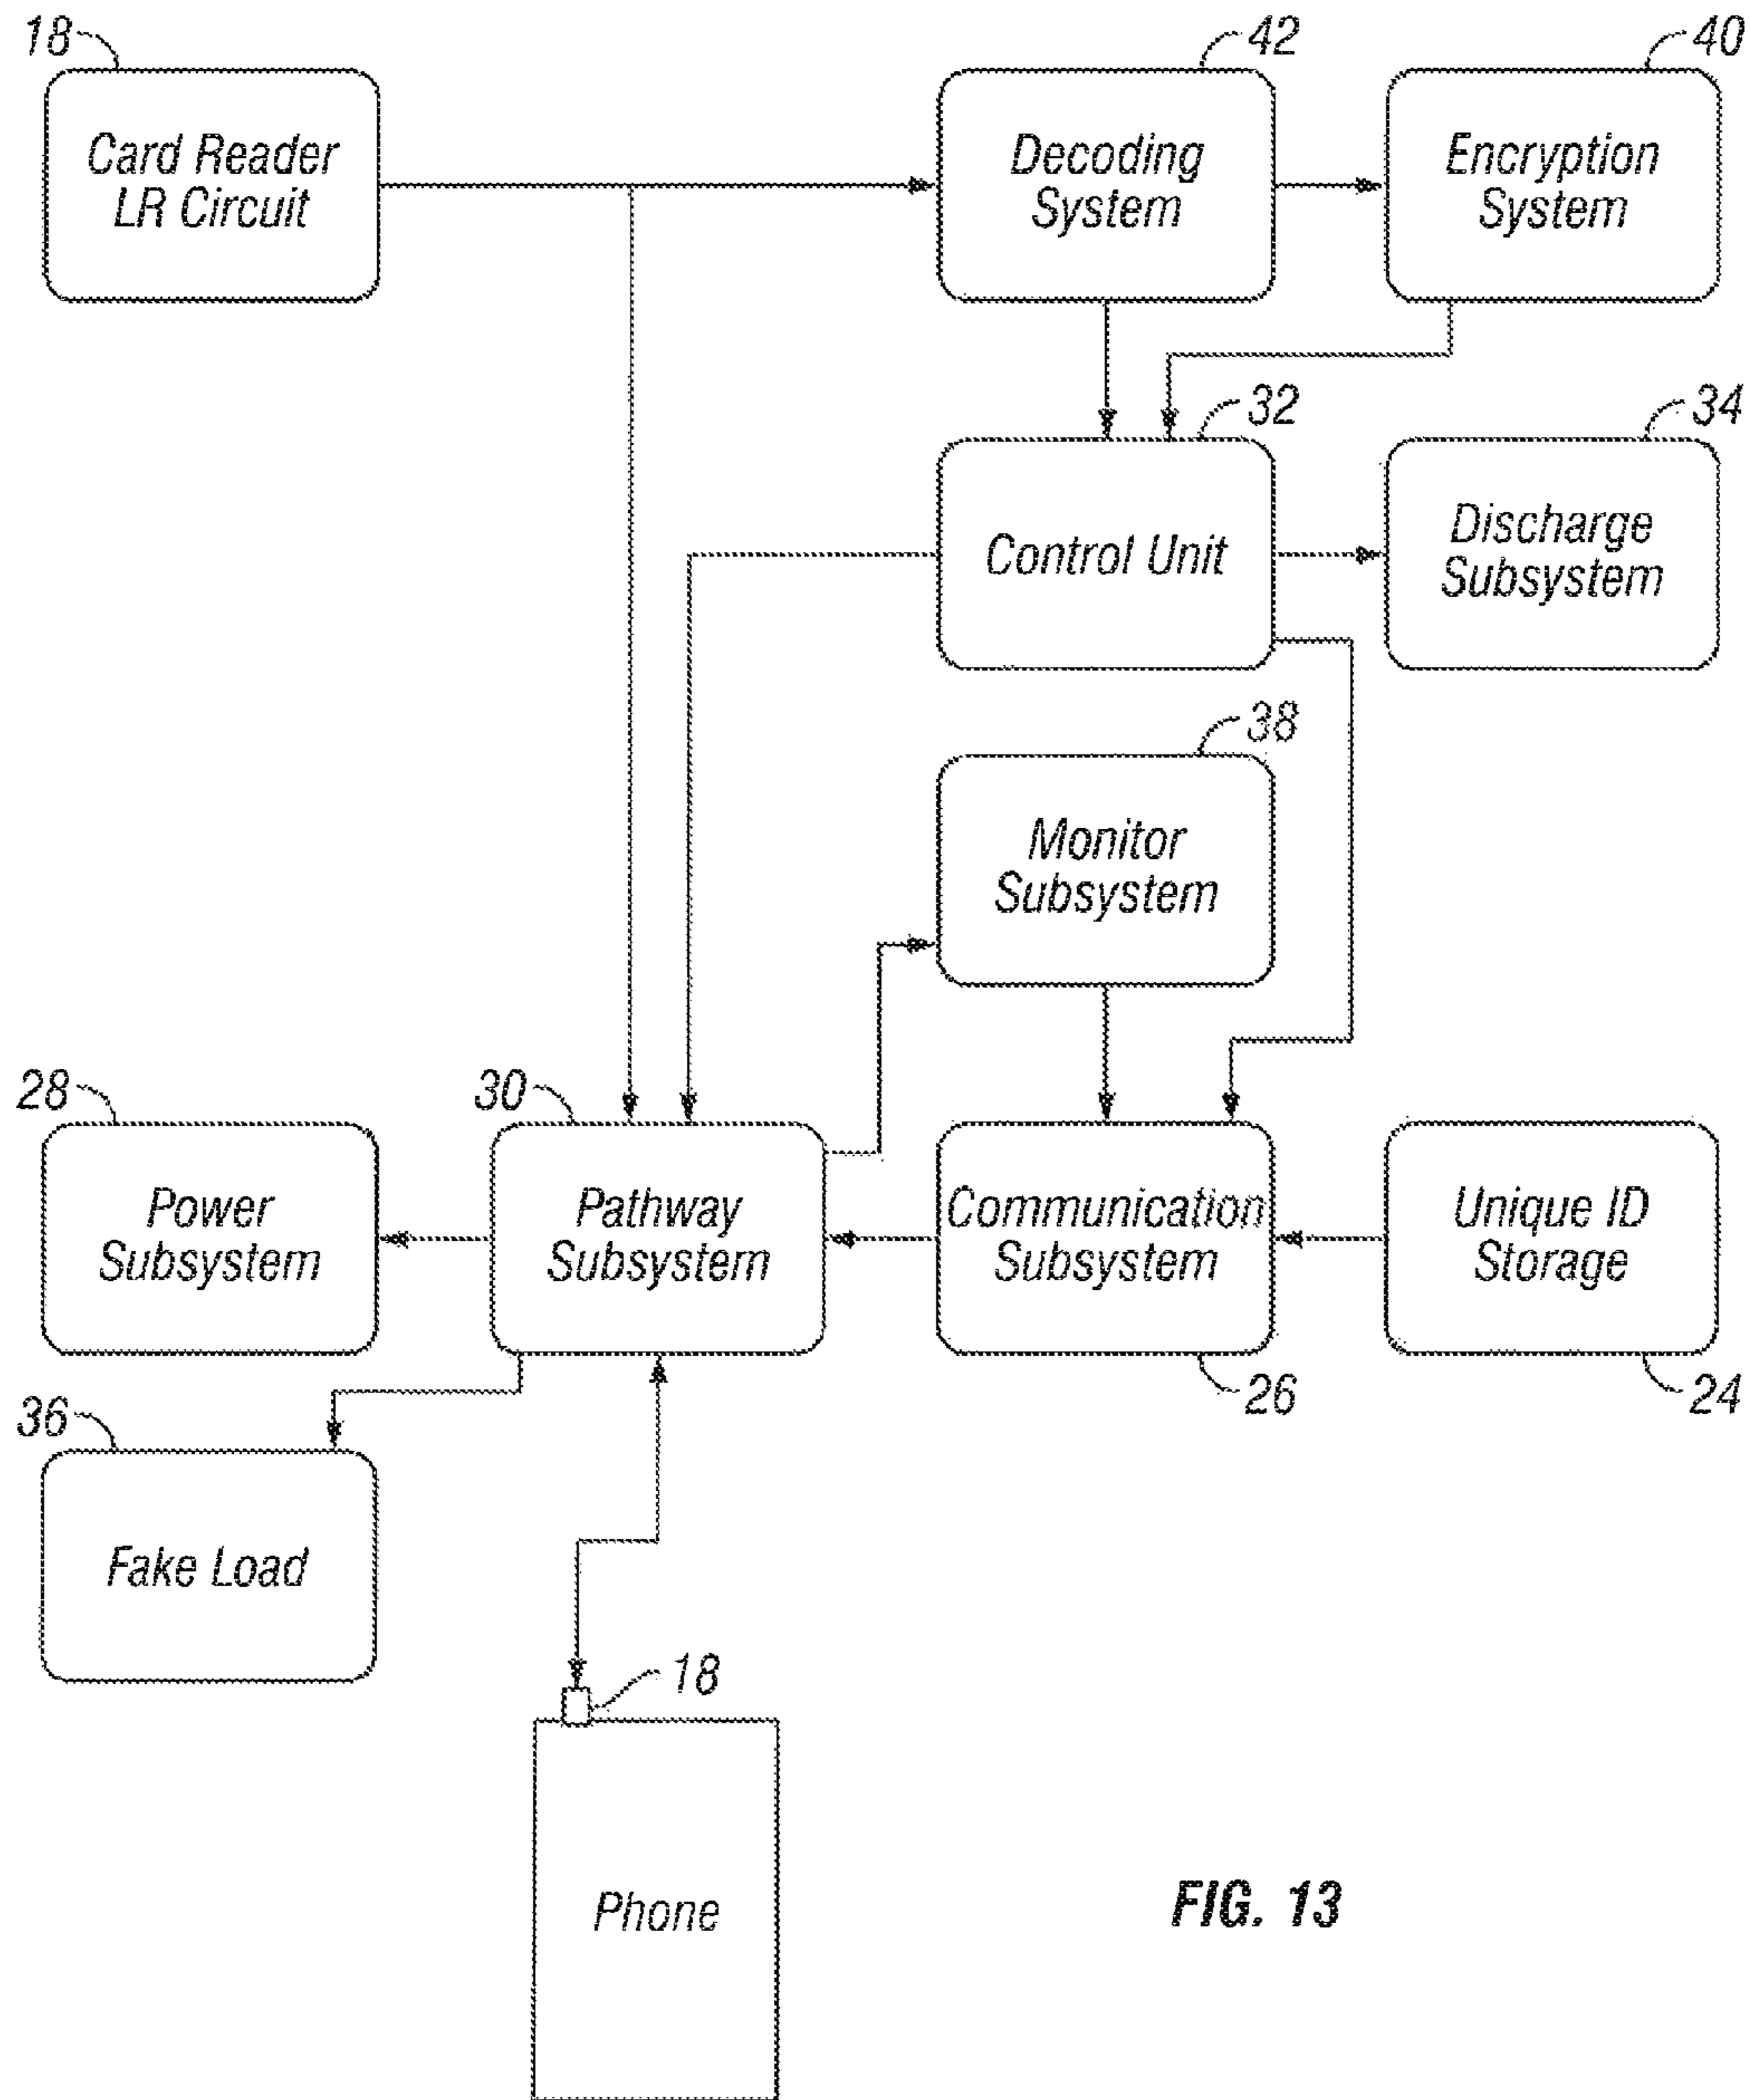 18
42
40
Card Reader
LR Circuit
Decoding
System
Encryption
System
32
34
Control Unit
Discharge
Subsystem
38
Monitor
Subsystem
28
30
Power
Subsystem
Pathway
Subsystem
Communication
Subsystem
Unique ID
Storage
26
24
36
Fake Load
18
Phone
FIG. 13